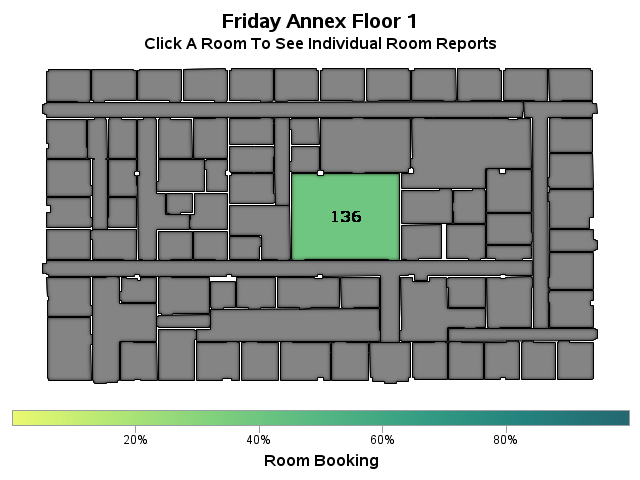 Friday Annex Floor 1
Click A Room To See Individual Room Reports
136
20% 40% 60% 80%
Room Booking